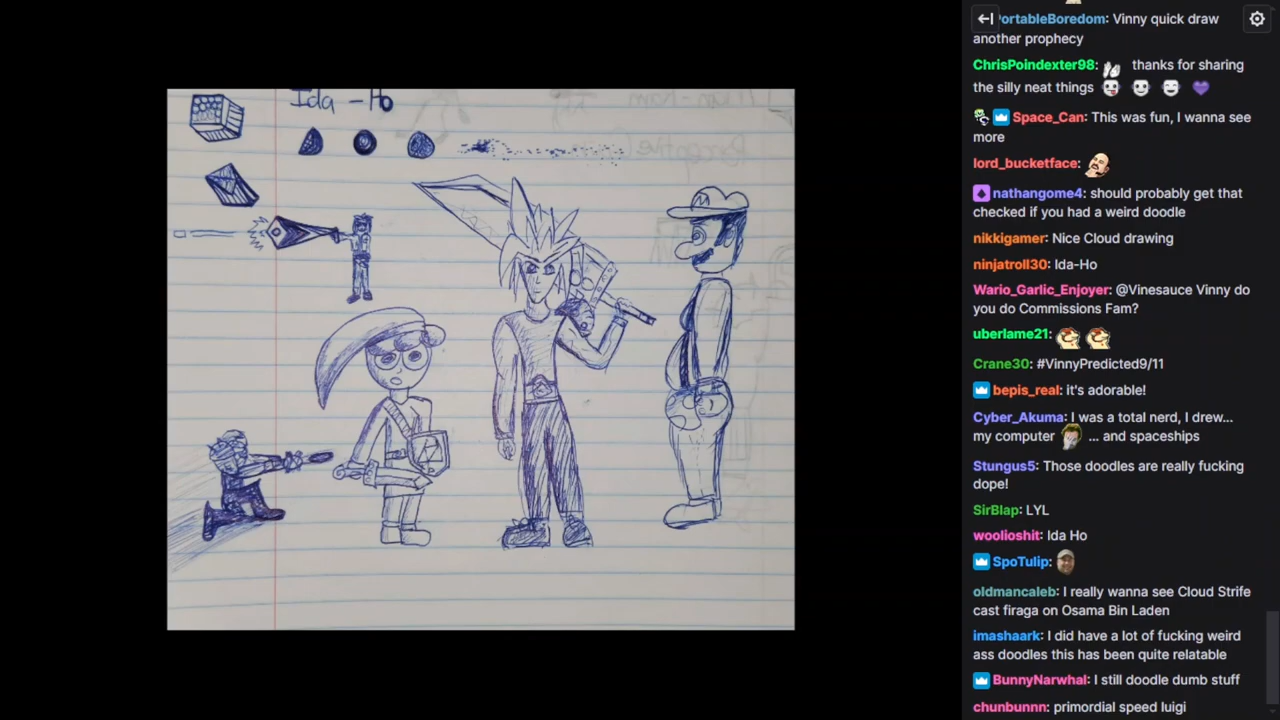 Ida - Ho
M
PortableBoredom: Vinny quick draw
another prophecy
ChrisPoindexter98: thanks for sharing
the silly neat things
Space_Can: This was fun, I wanna see
more
lord_bucketface:
nathangome4: should probably get that
checked if you had a weird doodle
nikkigamer: Nice Cloud drawing
ninjatroll30: Ida-Ho
Wario_Garlic_Enjoyer: @Vinesauce Vinny do
you do Commissions Fam?
uberlame21:
Crane30: #VinnyPredicted9/11
bepis_real: it's adorable!
Cyber_Akuma: I was a total nerd, I drew...
my computer ... and spaceships
Stungus5: Those doodles are really fucking
dope!
SirBlap: LYL
woolioshit: Ida Ho
SpoTulip:
oldmancaleb: I really wanna see Cloud Strife
cast firaga on Osama Bin Laden
imashaark: I did have a lot of fucking weird
ass doodles this has been quite relatable
BunnyNarwhal: I still doodle dumb stuff
chunbunnn: primordial speed luigi